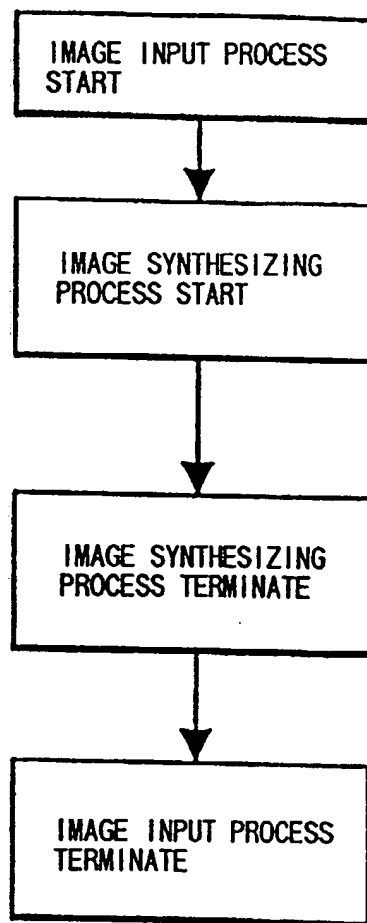 IMAGE INPUT PROCESS
START
IMAGE SYNTHESIZING
PROCESS START
IMAGE SYNTHESIZING
PROCESS TERMINATE
IMAGE INPUT PROCESS
TERMINATE